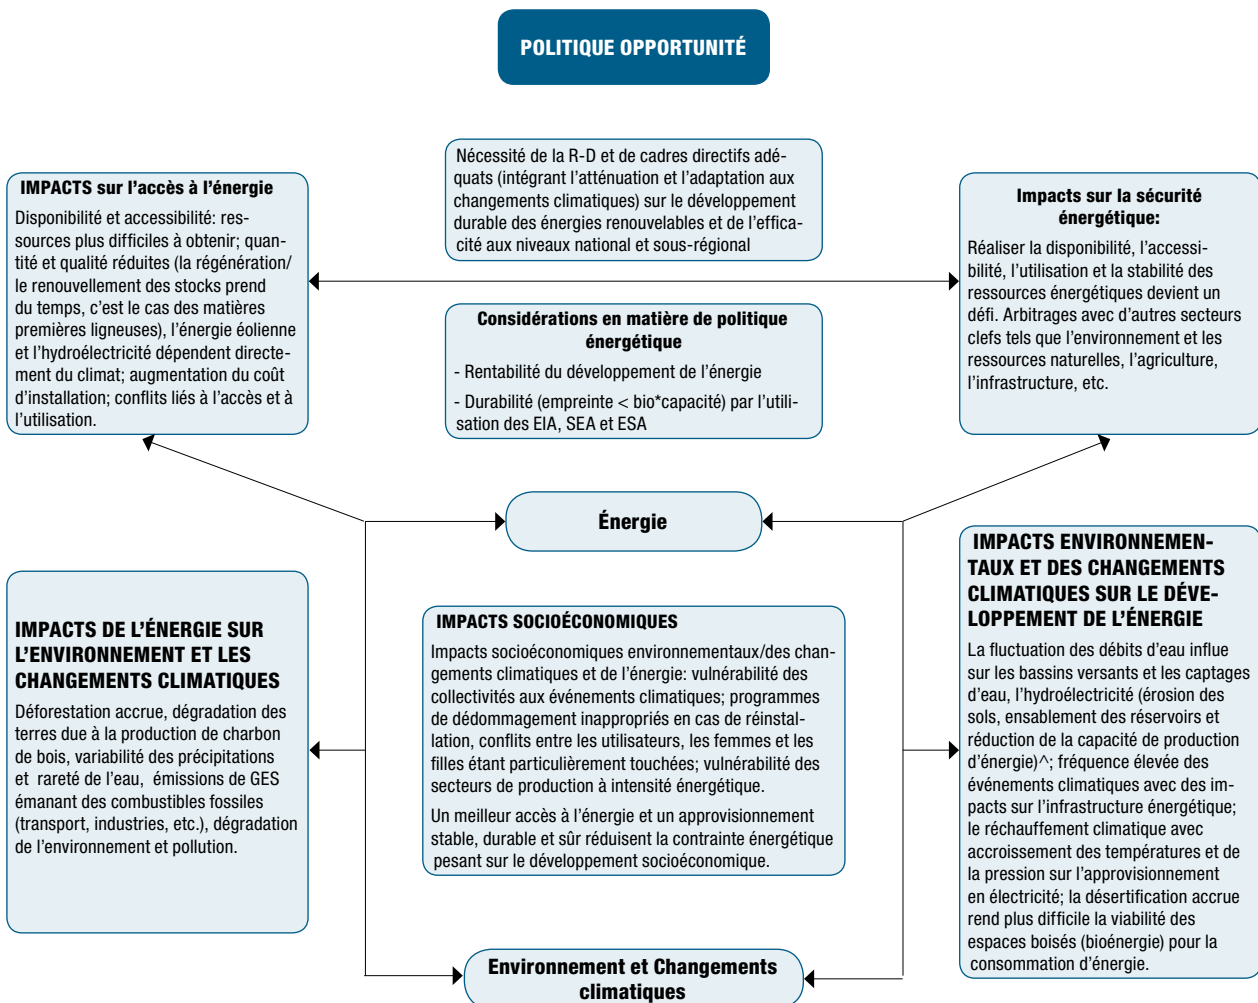 POLITIQUE OPPORTUNITÉ
Nécessité de la R-D et de cadres directifs adé-
quats (intégrant l'atténuation et l'adaptation aux
changements climatiques) sur le développement
durable des énergies renouvelables et de l'effica-
cité aux niveaux national et sous-régional
IMPACTS sur l'accès à l'énergie
Disponibilité et accessibilité: res-
sources plus difficiles à obtenir; quan-
tité et qualité réduites (la régénération/
le renouvellement des stocks prend
du temps, c'est le cas des matières
premières ligneuses), l'énergie éolienne
et l'hydroélectricité dépendent directe-
ment du climat; augmentation du coût
d'installation; conflits liés à l'accès et à
l'utilisation.
Impacts sur la sécurité
énergétique:
Réaliser la disponibilité, l'accessi-
bilité, l'utilisation et la stabilité des
ressources énergétiques devient un
défi. Arbitrages avec d'autres secteurs
clefs tels que l'environnement et les
ressources naturelles, l'agriculture,
l'infrastructure, etc.
Considérations en matière de politique
énergétique
- Rentabilité du développement de l'énergie
- Durabilité (empreinte < bio*capacité) par l'utili-
sation des EIA, SEA et ESA
Énergie
IMPACTS DE L'ÉNERGIE SUR
L'ENVIRONNEMENT ET LES
CHANGEMENTS CLIMATIQUES
Déforestation accrue, dégradation des
terres due à la production de charbon
de bois, variabilité des précipitations
et rareté de l'eau, émissions de GES
émanant des combustibles fossiles
(transport, industries, etc.), dégradation
de l'environnement et pollution.
IMPACTS SOCIOÉCONOMIQUES
Impacts socioéconomiques environnementaux/des chan-
gements climatiques et de l'énergie: vulnérabilité des
collectivités aux événements climatiques; programmes
de dédommagement inappropriés en cas de réinstal-
lation, conflits entre les utilisateurs, les femmes et les
filles étant particulièrement touchées; vulnérabilité des
secteurs de production à intensité énergétique.
Un meilleur accès à l'énergie et un approvisionnement
stable, durable et sûr réduisent la contrainte énergétique
pesant sur le développement socioéconomique.
IMPACTS ENVIRONNEMEN-
TAUX ET DES CHANGEMENTS
CLIMATIQUES SUR LE DÉVE-
LOPPEMENT DE L'ÉNERGIE
La fluctuation des débits d'eau influe
sur les bassins versants et les captages
d'eau, l'hydroélectricité (érosion des
sols, ensablement des réservoirs et
réduction de la capacité de production
d'énergie)^; fréquence élevée des
événements climatiques avec des im-
pacts sur l'infrastructure énergétique;
le réchauffement climatique avec
accroissement des températures et de
la pression sur l'approvisionnement
en électricité; la désertification accrue
rend plus difficile la viabilité des
espaces boisés (bioénergie) pour la
consommation d'énergie.
Environnement et Changements
climatiques